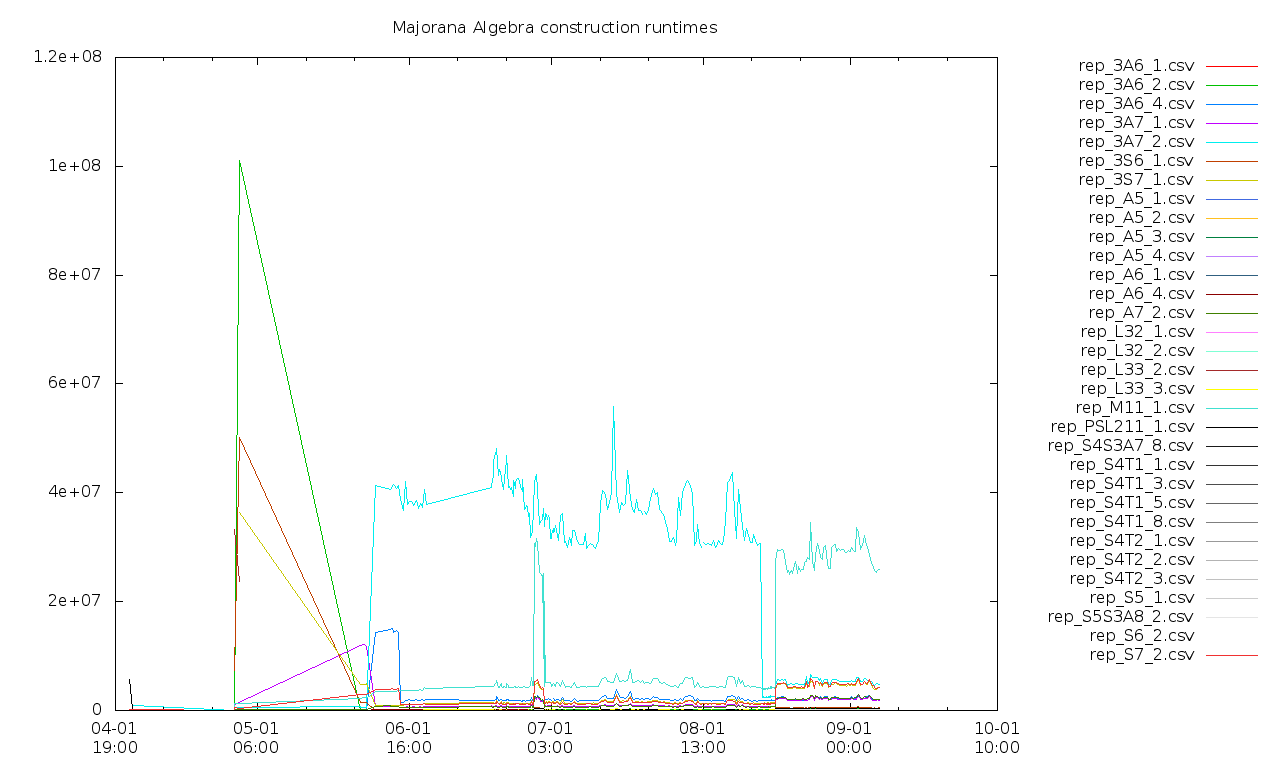 Majorana Algebra construction runtimes
1.2e+08
1e+08
8e+07
6e+07
4e+07
2e+07
0
04-01 05-01 06-01 07-01 08-01 09-01 10-01
19:00 06:00 16:00 03:00 13:00 00:00 10:00
rep_3A6_1.csv
rep_3A6_2.csv
rep_3A6_4.csv
rep_3A7_1.csv
rep_3A7_2.csv
rep_3S6_1.csv
rep_3S7_1.csv
rep_A5_1.csv
rep_A5_2.csv
rep_A5_3.csv
rep_A5_4.csv
rep_A6_1.csv
rep_A6_4.csv
rep_A7_2.csv
rep_L32_1.csv
rep_L32_2.csv
rep_L33_2.csv
rep_L33_3.csv
rep_M11_1.csv
rep_PSL211_1.csv
rep_S4S3A7_8.csv
rep_S4T1_1.csv
rep_S4T1_3.csv
rep_S4T1_5.csv
rep_S4T1_8.csv
rep_S4T2_1.csv
rep_S4T2_2.csv
rep_S4T2_3.csv
rep_S5_1.csv
rep_S5S3A8_2.csv
rep_S6_2.csv
rep_S7_2.csv